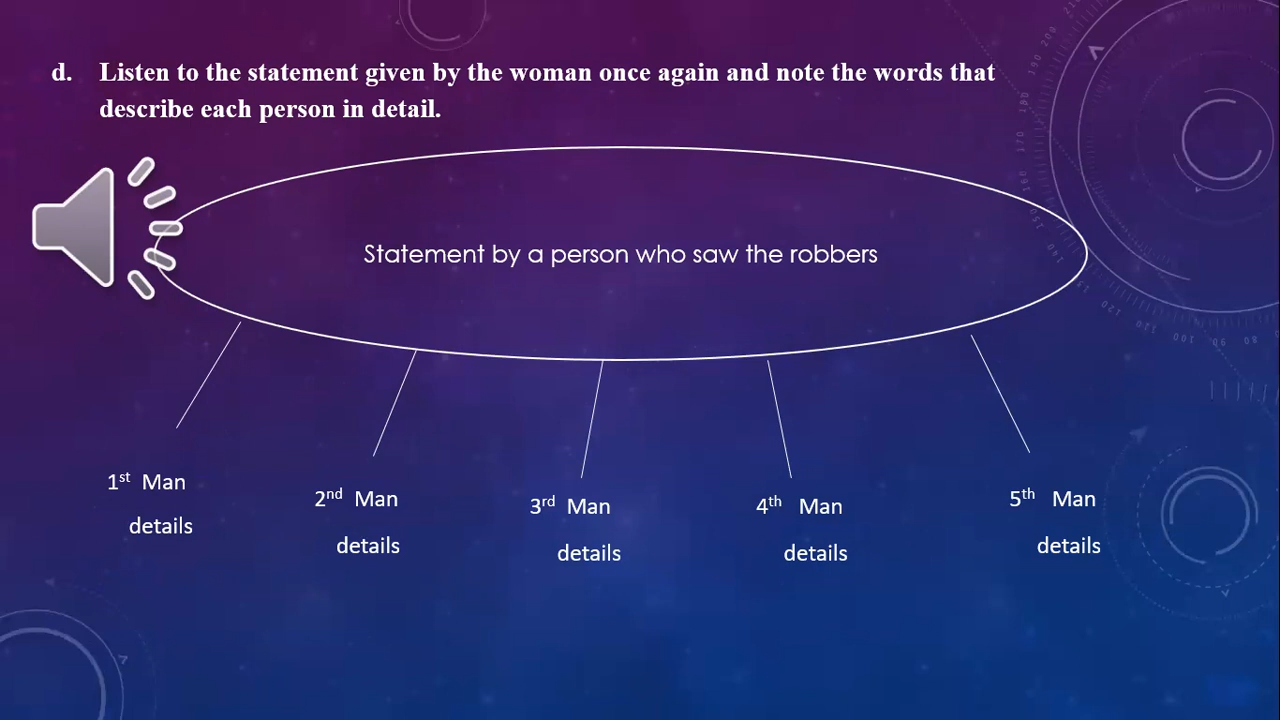 d. Listen to the statement given by the woman once again and note the words that
describe each person in detail.
Statement by a person who saw the robbers
1st Man
details
2nd Man
details
3rd Man
details
4th Man
details
5th Man
details